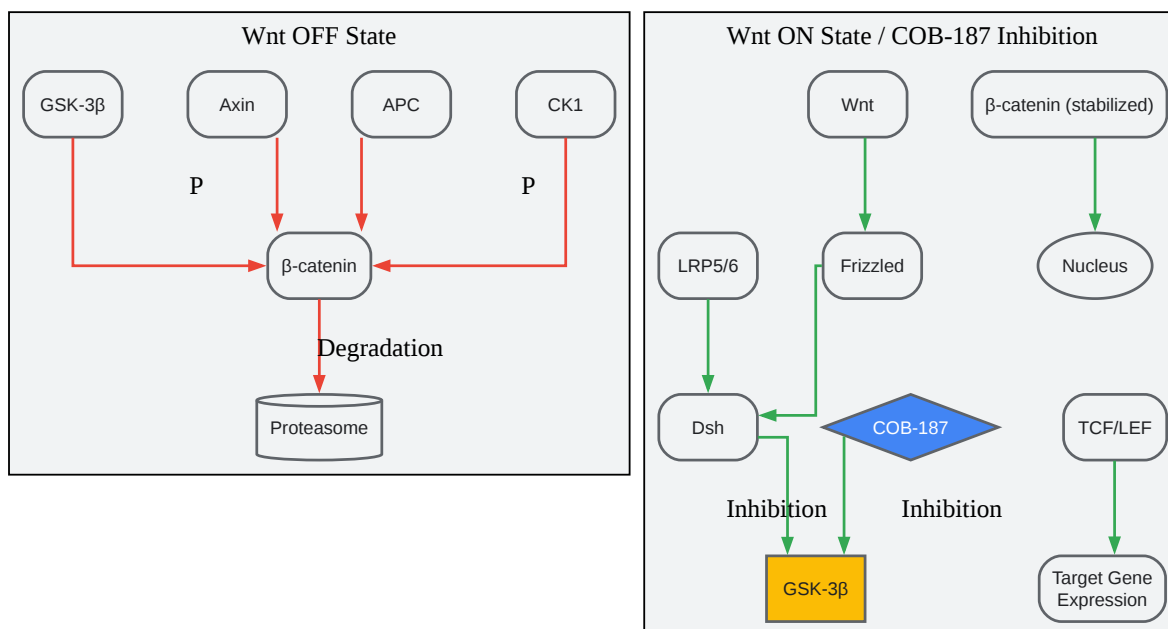 Wnt OFF State
GSK-3β
Axin
APC
CK1
P
P
β-catenin
Degradation
Proteasome
Wnt ON State / COB-187 Inhibition
Wnt
β-catenin (stabilized)
LRP5/6
Frizzled
Nucleus
Dsh
COB-187
TCF/LEF
Inhibition
Inhibition
GSK-3β
Target Gene
Expression